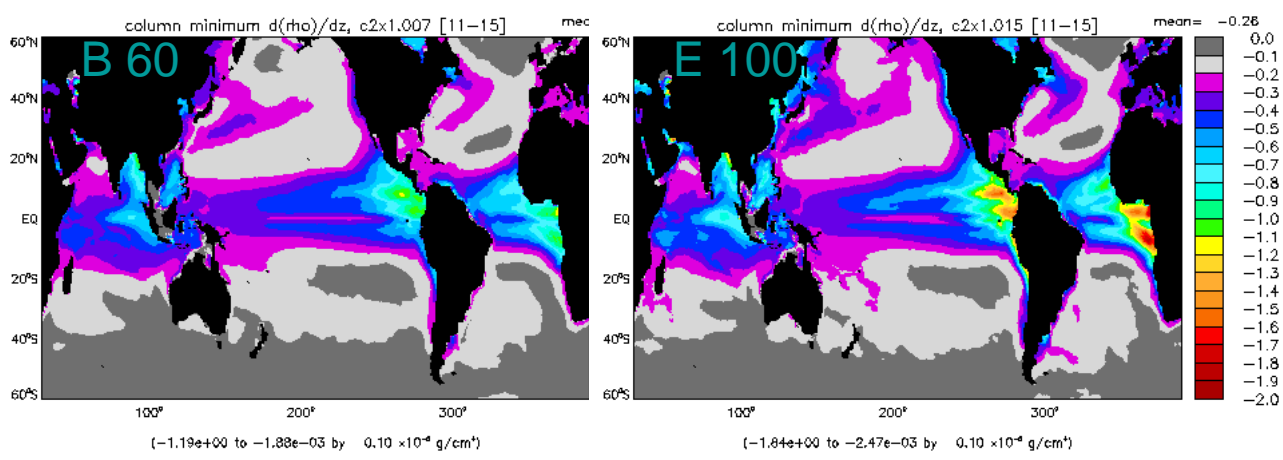 column minimum d(rho)/dz, c2x1.007 [11-15]
mea
B 60
60°N
40°N
20°N
EQ
20°S
40°S
60°S
100°
200°
300°
(-1.19e+00 to -1.88e-03 by 0.10 ×10⁻⁶ g/cm⁴)
column minimum d(rho)/dz, c2x1.015 [11-15]
mean= -0.26
E 100
60°N
40°N
20°N
EQ
20°S
40°S
60°S
100°
200°
300°
(-1.84e+00 to -2.47e-03 by 0.10 ×10⁻⁶ g/cm⁴)
0.0
-0.1
-0.2
-0.3
-0.4
-0.5
-0.6
-0.7
-0.8
-0.9
-1.0
-1.1
-1.2
-1.3
-1.4
-1.5
-1.6
-1.7
-1.8
-1.9
-2.0